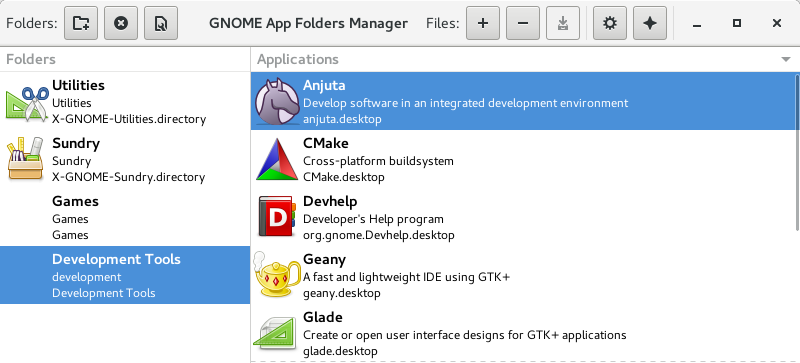 Folders: GNOME App Folders Manager Files:
Folders
Applications
Utilities
Utilities
X-GNOME-Utilities.directory
Sundry
Sundry
X-GNOME-Sundry.directory
Games
Games
Games
Development Tools
development
Development Tools
Anjuta
Develop software in an integrated development environment
anjuta.desktop
CMake
Cross-platform buildsystem
CMake.desktop
D
Devhelp
Developer's Help program
org.gnome.Devhelp.desktop
Geany
A fast and lightweight IDE using GTK+
geany.desktop
Glade
Create or open user interface designs for GTK+ applications
glade.desktop